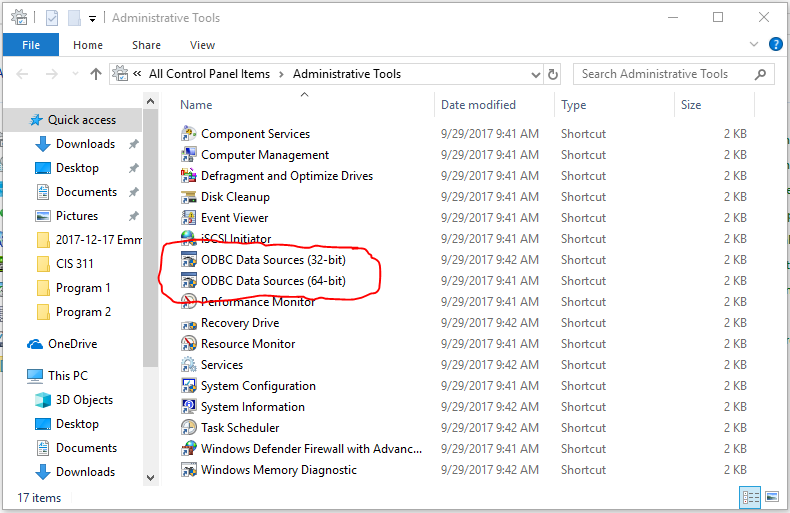 Administrative Tools
File Home Share View
« All Control Panel Items > Administrative Tools Search Administrative Tools
Name Date modified Type Size
Quick access
Downloads
Desktop
Documents
Pictures
2017-12-17 Emm
CIS 311
Program 1
Program 2
OneDrive
This PC
3D Objects
Desktop
Documents
Downloads
Component Services 9/29/2017 9:41 AM Shortcut 2 KB
Computer Management 9/29/2017 9:41 AM Shortcut 2 KB
Defragment and Optimize Drives 9/29/2017 9:41 AM Shortcut 2 KB
Disk Cleanup 9/29/2017 9:41 AM Shortcut 2 KB
Event Viewer 9/29/2017 9:41 AM Shortcut 2 KB
iSCSI Initiator 9/29/2017 9:41 AM Shortcut 2 KB
ODBC Data Sources (32-bit) 9/29/2017 9:42 AM Shortcut 2 KB
ODBC Data Sources (64-bit) 9/29/2017 9:41 AM Shortcut 2 KB
Performance Monitor 9/29/2017 9:41 AM Shortcut 2 KB
Recovery Drive 9/29/2017 9:42 AM Shortcut 2 KB
Resource Monitor 9/29/2017 9:41 AM Shortcut 2 KB
Services 9/29/2017 9:42 AM Shortcut 2 KB
System Configuration 9/29/2017 9:41 AM Shortcut 2 KB
System Information 9/29/2017 9:42 AM Shortcut 2 KB
Task Scheduler 9/29/2017 9:42 AM Shortcut 2 KB
Windows Defender Firewall with Advanc... 9/29/2017 9:41 AM Shortcut 2 KB
Windows Memory Diagnostic 9/29/2017 9:42 AM Shortcut 2 KB
17 items